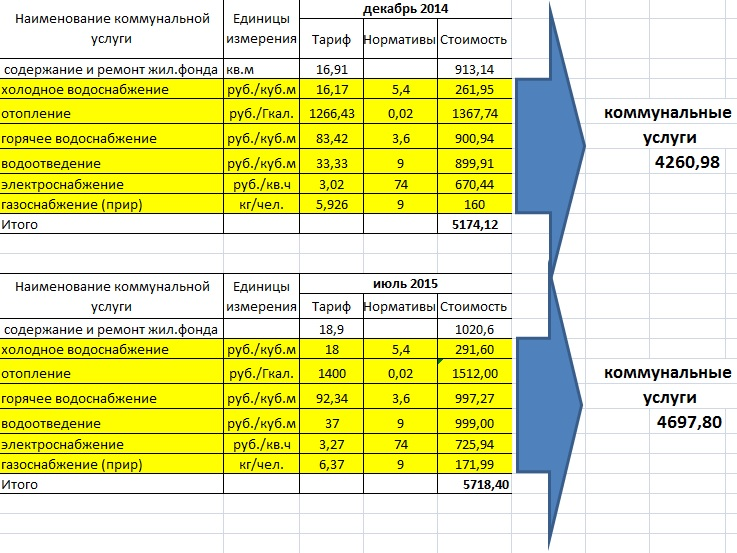 декабрь 2014
Наименование коммунальной услуги Единицы измерения Тариф Нормативы Стоимость
содержание и ремонт жил.фонда кв.м 16,91 913,14
холодное водоснабжение руб./куб.м 16,17 5,4 261,95
отопление руб./Гкал. 1266,43 0,02 1367,74
горячее водоснабжение руб./куб.м 83,42 3,6 900,94
водоотведение руб./куб.м 33,33 9 899,91
электроснабжение руб./кв.ч 3,02 74 670,44
газоснабжение (прир) кг/чел. 5,926 9 160
Итого 5174,12
коммунальные
услуги
4260,98
июль 2015
Наименование коммунальной услуги Единицы измерения Тариф Нормативы Стоимость
содержание и ремонт жил.фонда 18,9 1020,6
холодное водоснабжение руб./куб.м 18 5,4 291,60
отопление руб./Гкал. 1400 0,02 1512,00
горячее водоснабжение руб./куб.м 92,34 3,6 997,27
водоотведение руб./куб.м 37 9 999,00
электроснабжение руб./кв.ч 3,27 74 725,94
газоснабжение (прир) кг/чел. 6,37 9 171,99
Итого 5718,40
коммунальные
услуги
4697,80